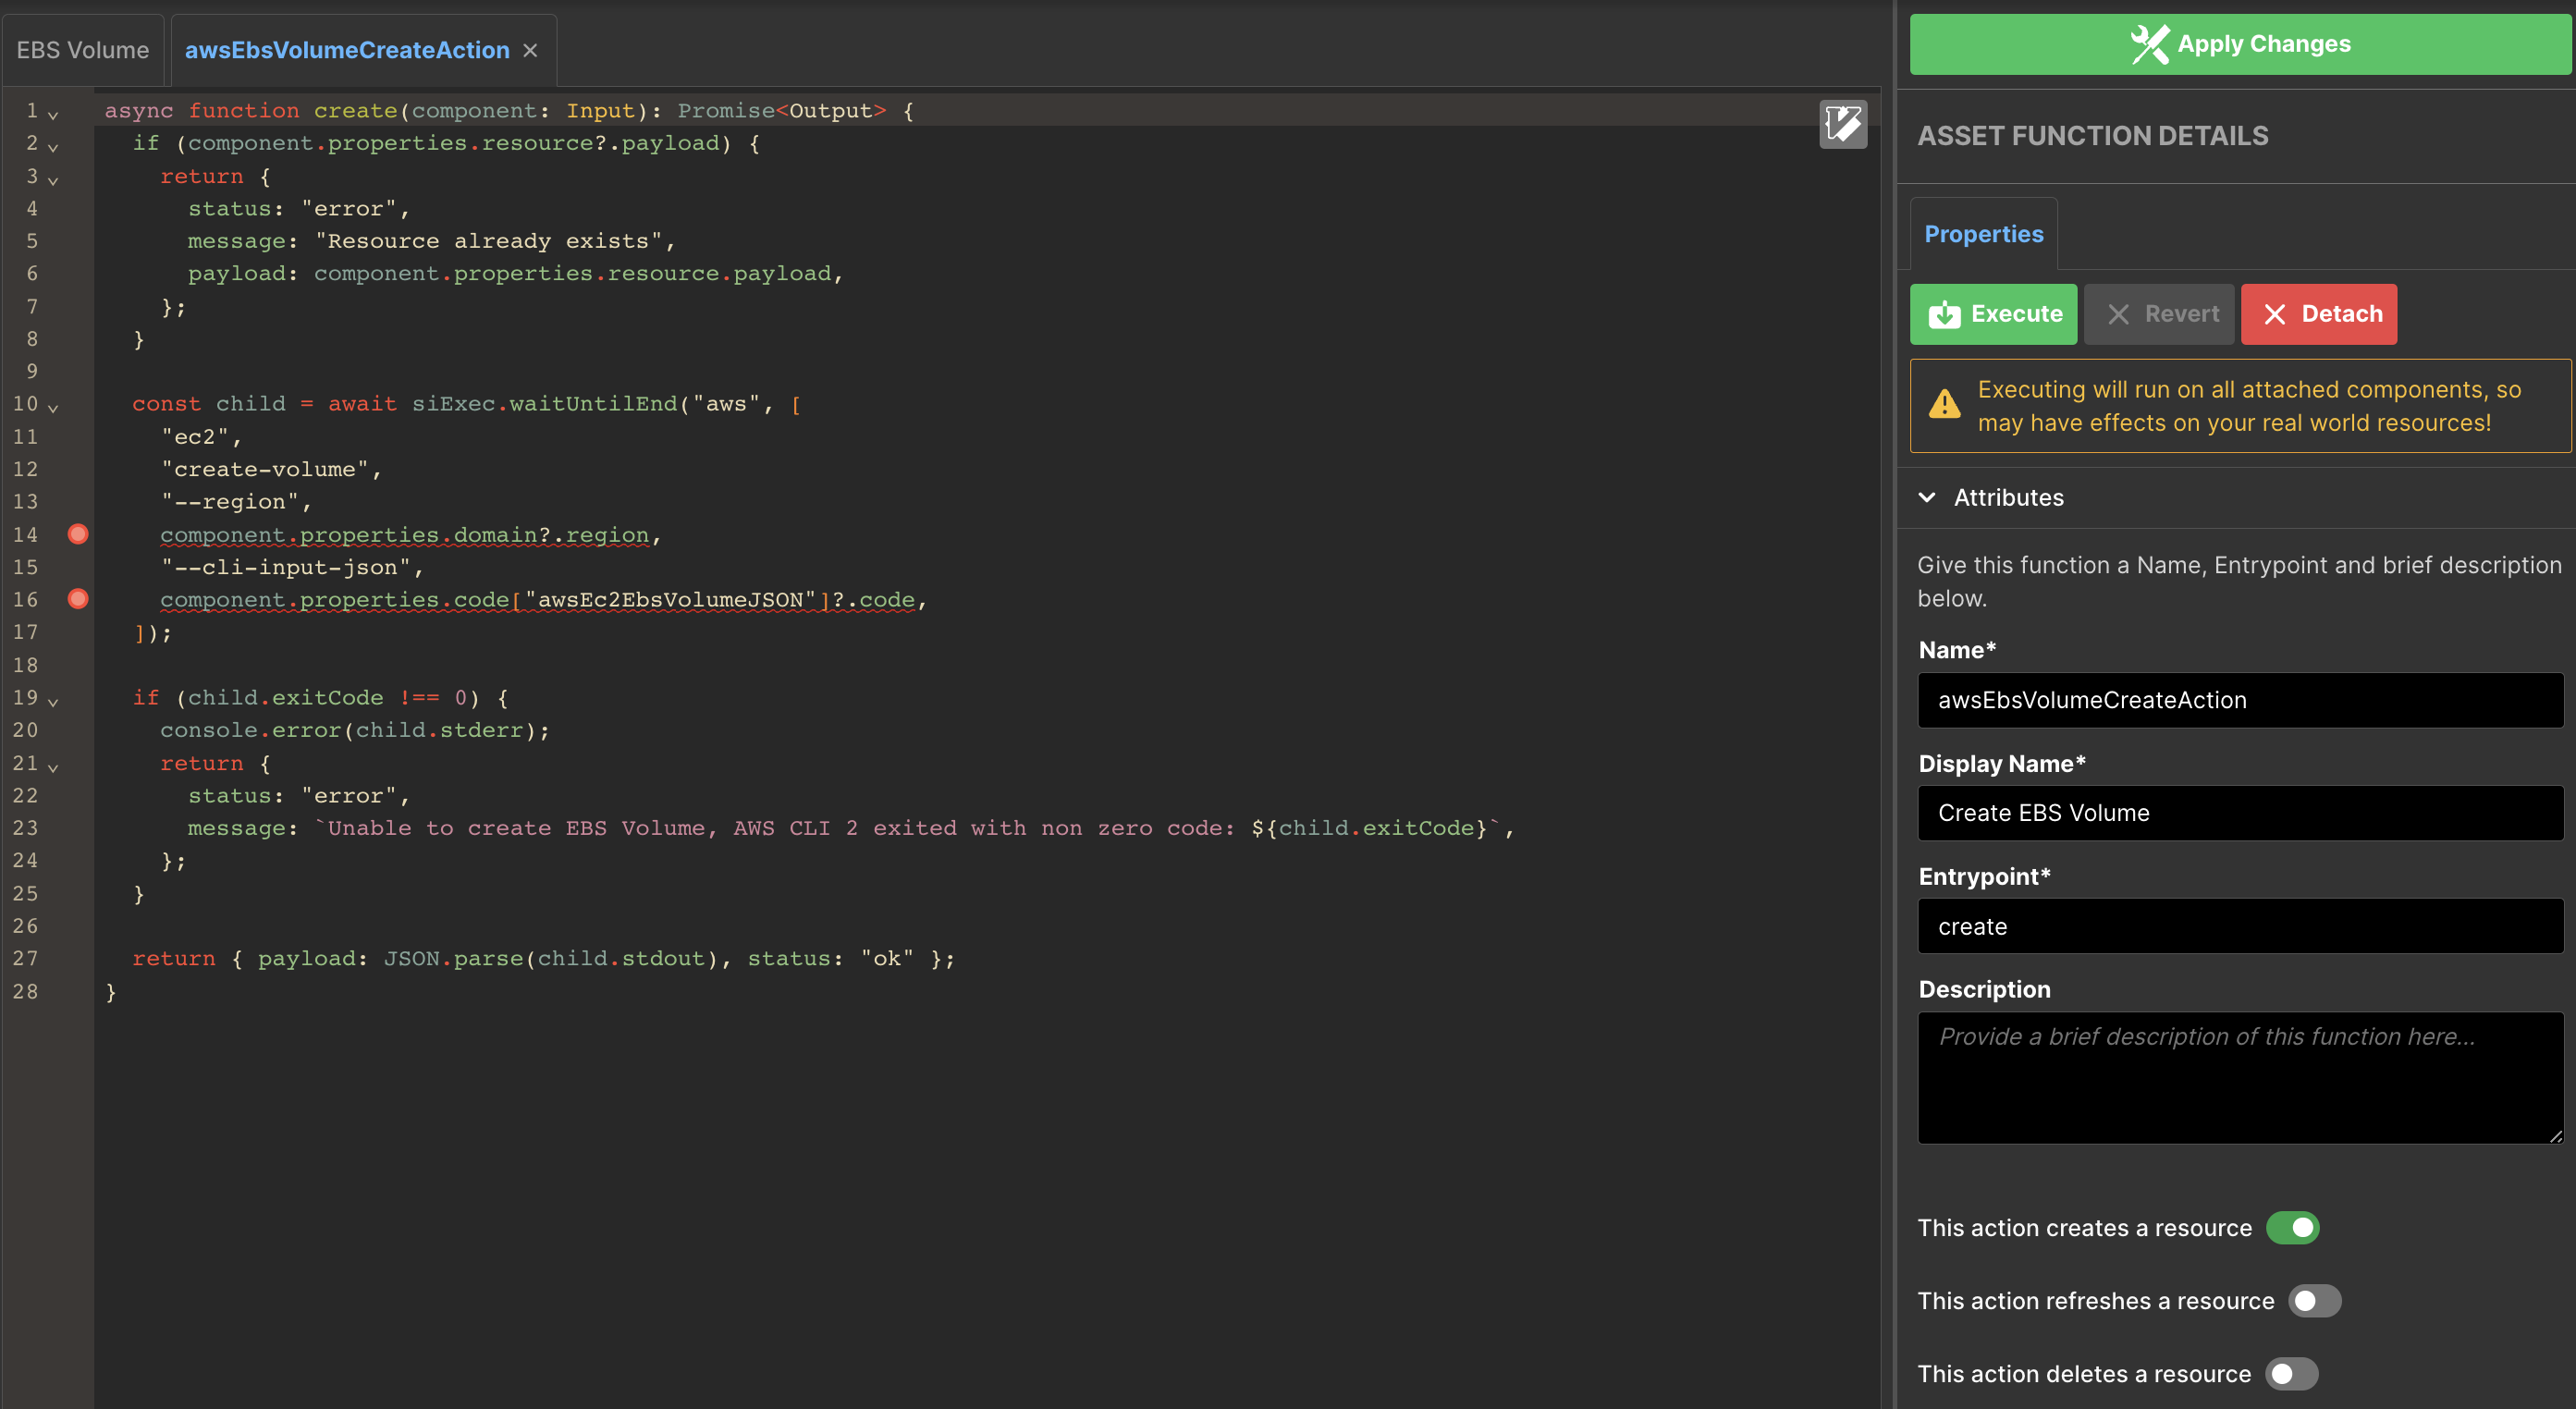 EBS Volume
awsEbsVolumeCreateAction
1 async function create(component: Input): Promise<Output> {
2 if (component.properties.resource?.payload) {
3 return {
4 status: "error",
5 message: "Resource already exists",
6 payload: component.properties.resource.payload,
7 };
8 }
9
10 const child = await siExec.waitUntilEnd("aws", [
11 "ec2",
12 "create-volume",
13 "--region",
14 component.properties.domain?.region,
15 "--cli-input-json",
16 component.properties.code["awsEc2EbsVolumeJSON"]?.code,
17 ]);
18
19 if (child.exitCode !== 0) {
20 console.error(child.stderr);
21 return {
22 status: "error",
23 message: `Unable to create EBS Volume, AWS CLI 2 exited with non zero code: ${child.exitCode}`,
24 };
25 }
26
27 return { payload: JSON.parse(child.stdout), status: "ok" };
28 }
Apply Changes
ASSET FUNCTION DETAILS
Properties
Execute
Revert
Detach
Executing will run on all attached components, so
may have effects on your real world resources!
Attributes
Give this function a Name, Entrypoint and brief description
below.
Name*
awsEbsVolumeCreateAction
Display Name*
Create EBS Volume
Entrypoint*
create
Description
Provide a brief description of this function here...
This action creates a resource
This action refreshes a resource
This action deletes a resource